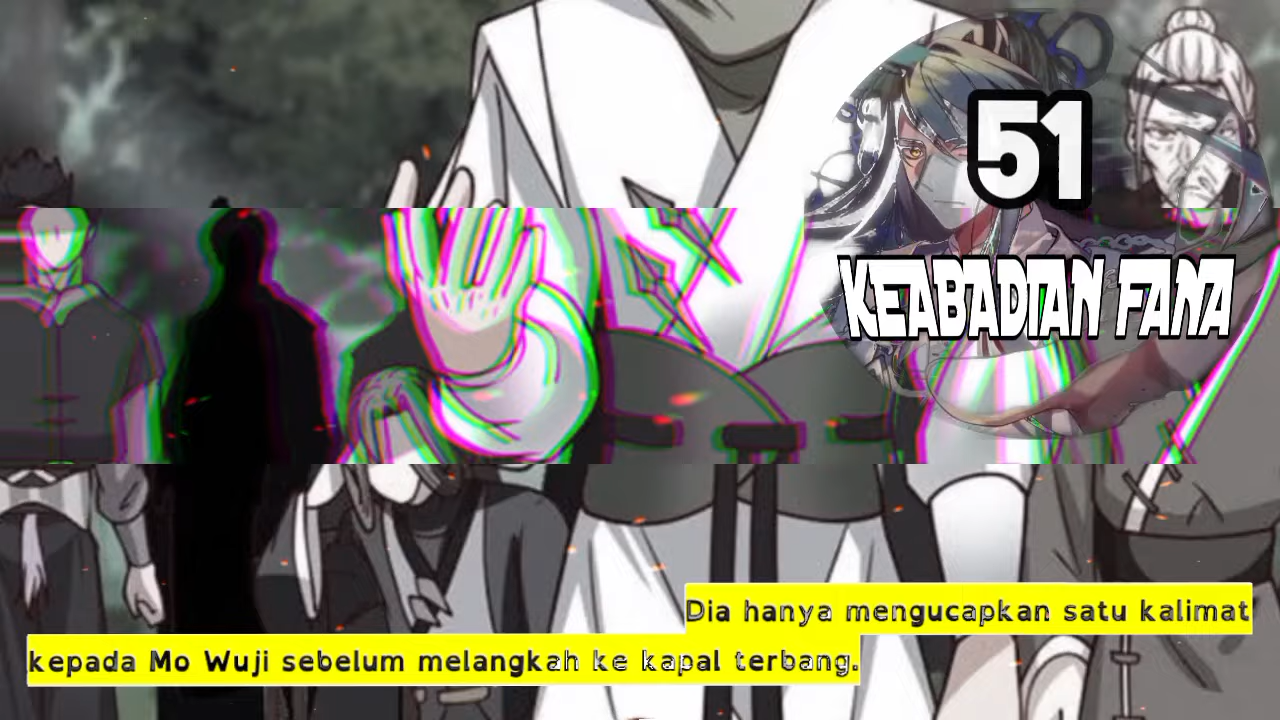 51
KEABADIAN FANA
Dia hanya mengucapkan satu kalimat
kepada Mo Wuji sebelum melangkah ke kapal terbang.